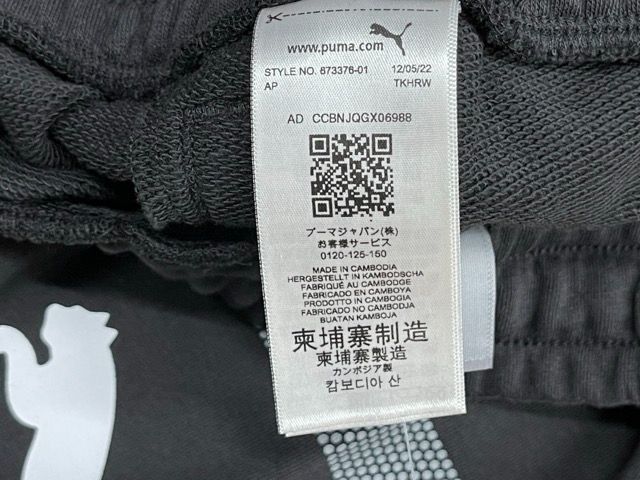 www.puma.com
STYLE NO. 673376-01 12/05/22
AP TKHRW
AD CCBNJQGX06988
プーマジャパン(株)
お客様サービス
0120-125-150
MADE IN CAMBODIA
HERGESTELLT IN KAMBODSCHA
FABRIQUÉ AU CAMBODGE
FABRICADO EN CAMBOYA
PRODOTTO IN CAMBOGIA
FABRICADO NO CAMBODJA
BUATAN KAMBOJA
柬埔寨制造
柬埔寨製造
カンボジア製
캄보디아 산